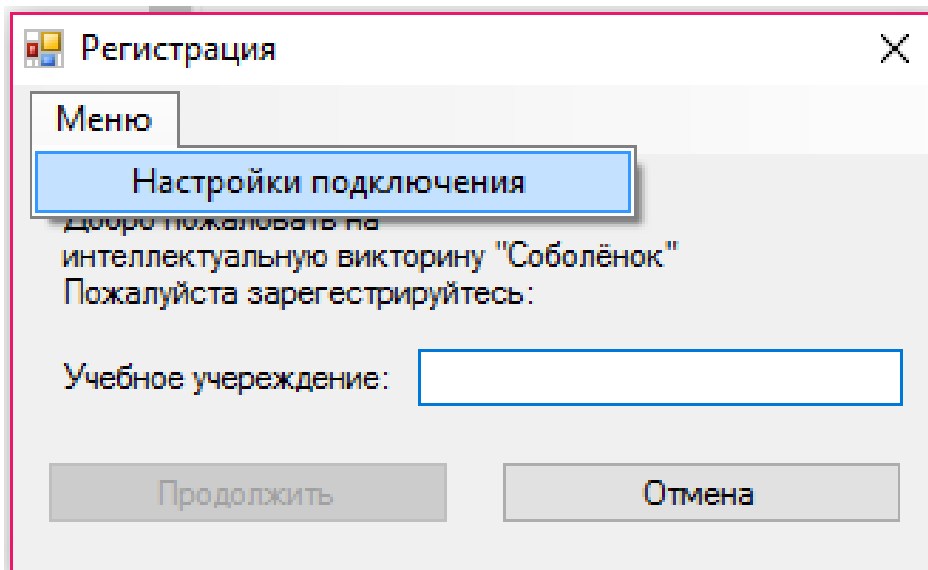 Регистрация
Меню
Настройки подключения
Добро пожаловать на
интеллектуальную викторину "Соболёнок"
Пожалуйста зарегестрируйтесь:
Учебное учереждение:
Продолжить
Отмена